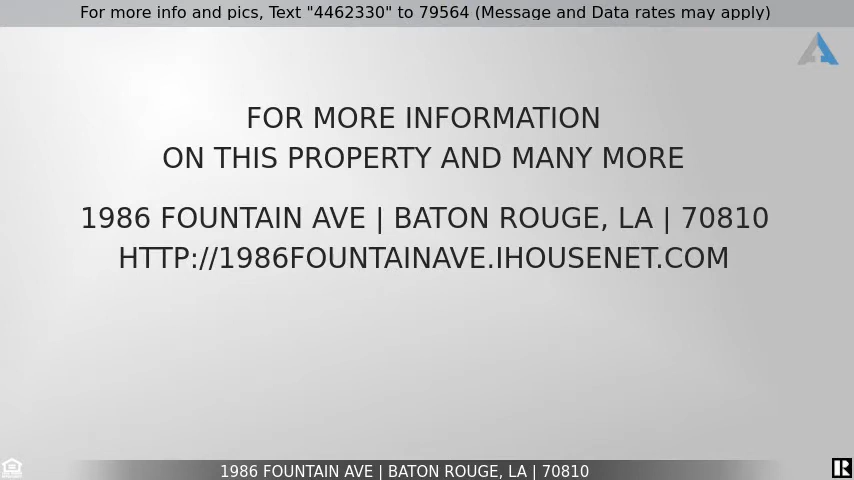 For more info and pics, Text "4462330" to 79564 (Message and Data rates may apply)
FOR MORE INFORMATION
ON THIS PROPERTY AND MANY MORE
1986 FOUNTAIN AVE | BATON ROUGE, LA | 70810
HTTP://1986FOUNTAINAVE.IHOUSENET.COM
1986 FOUNTAIN AVE | BATON ROUGE, LA | 70810